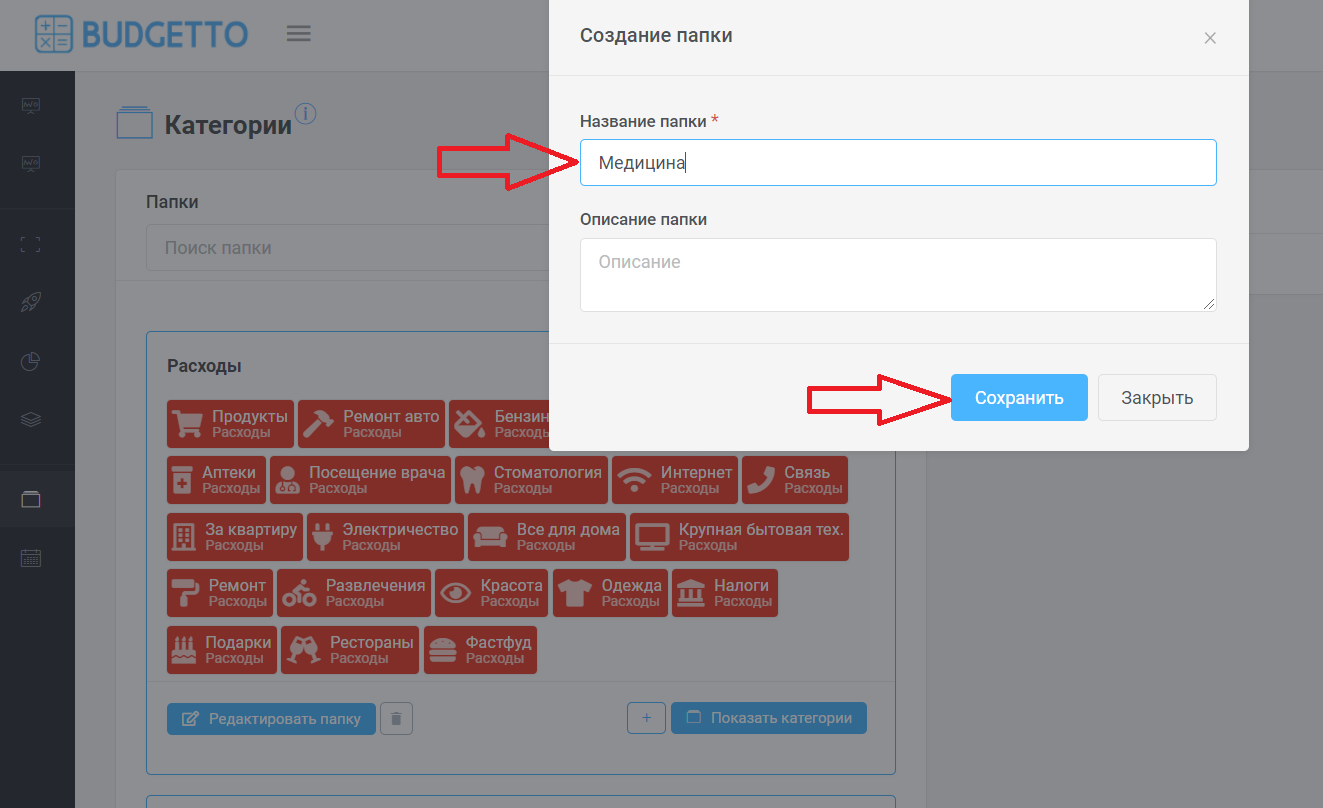 BUDGETTO
Создание папки
Категории
Название папки *
Медицина
Папки
Поиск папки
Описание папки
Описание
Сохранить
Закрыть
Расходы
Продукты
Расходы
Ремонт авто
Расходы
Бензин
Расходы
Аптеки
Расходы
Посещение врача
Расходы
Стоматология
Расходы
Интернет
Расходы
Связь
Расходы
За квартиру
Расходы
Электричество
Расходы
Все для дома
Расходы
Крупная бытовая тех.
Расходы
Ремонт
Расходы
Развлечения
Расходы
Красота
Расходы
Одежда
Расходы
Налоги
Расходы
Подарки
Расходы
Рестораны
Расходы
Фастфуд
Расходы
Редактировать папку
+
Показать категории